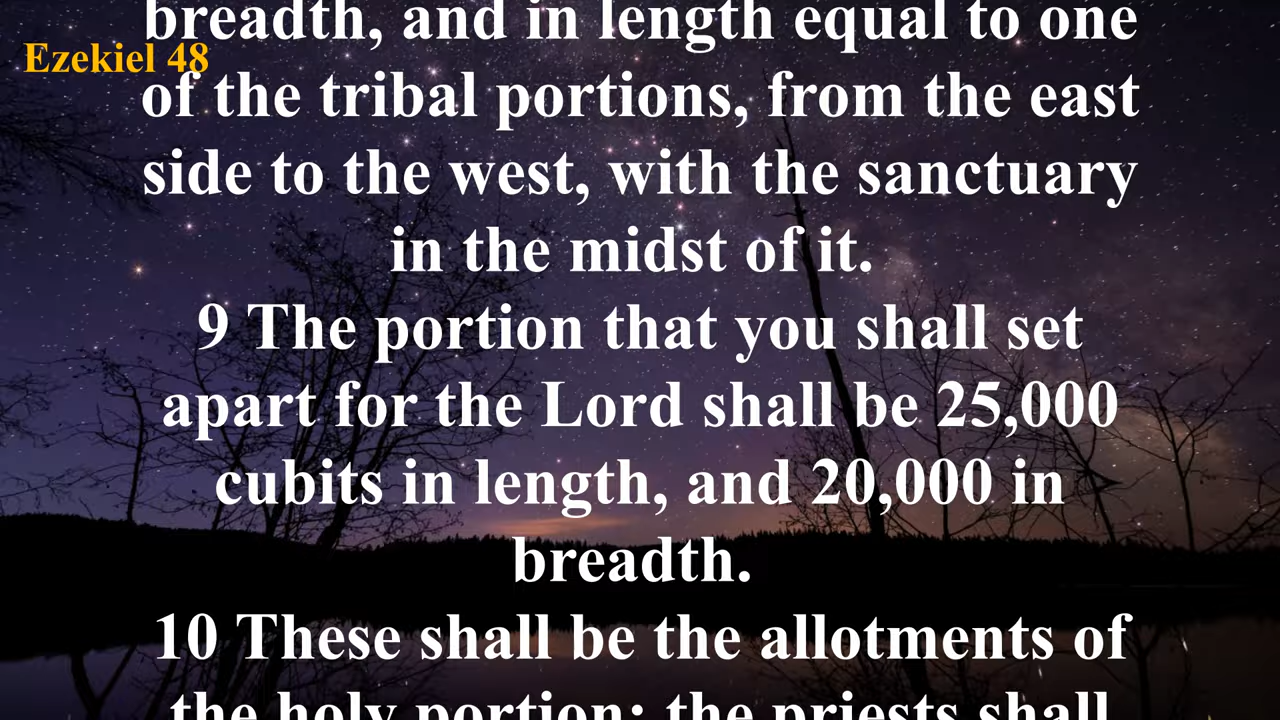 breadth, and in length equal to one
Ezekiel 48
of the tribal portions, from the east
side to the west, with the sanctuary
in the midst of it.
9 The portion that you shall set
apart for the Lord shall be 25,000
cubits in length, and 20,000 in
breadth.
10 These shall be the allotments of
the holy portion: the priests shall